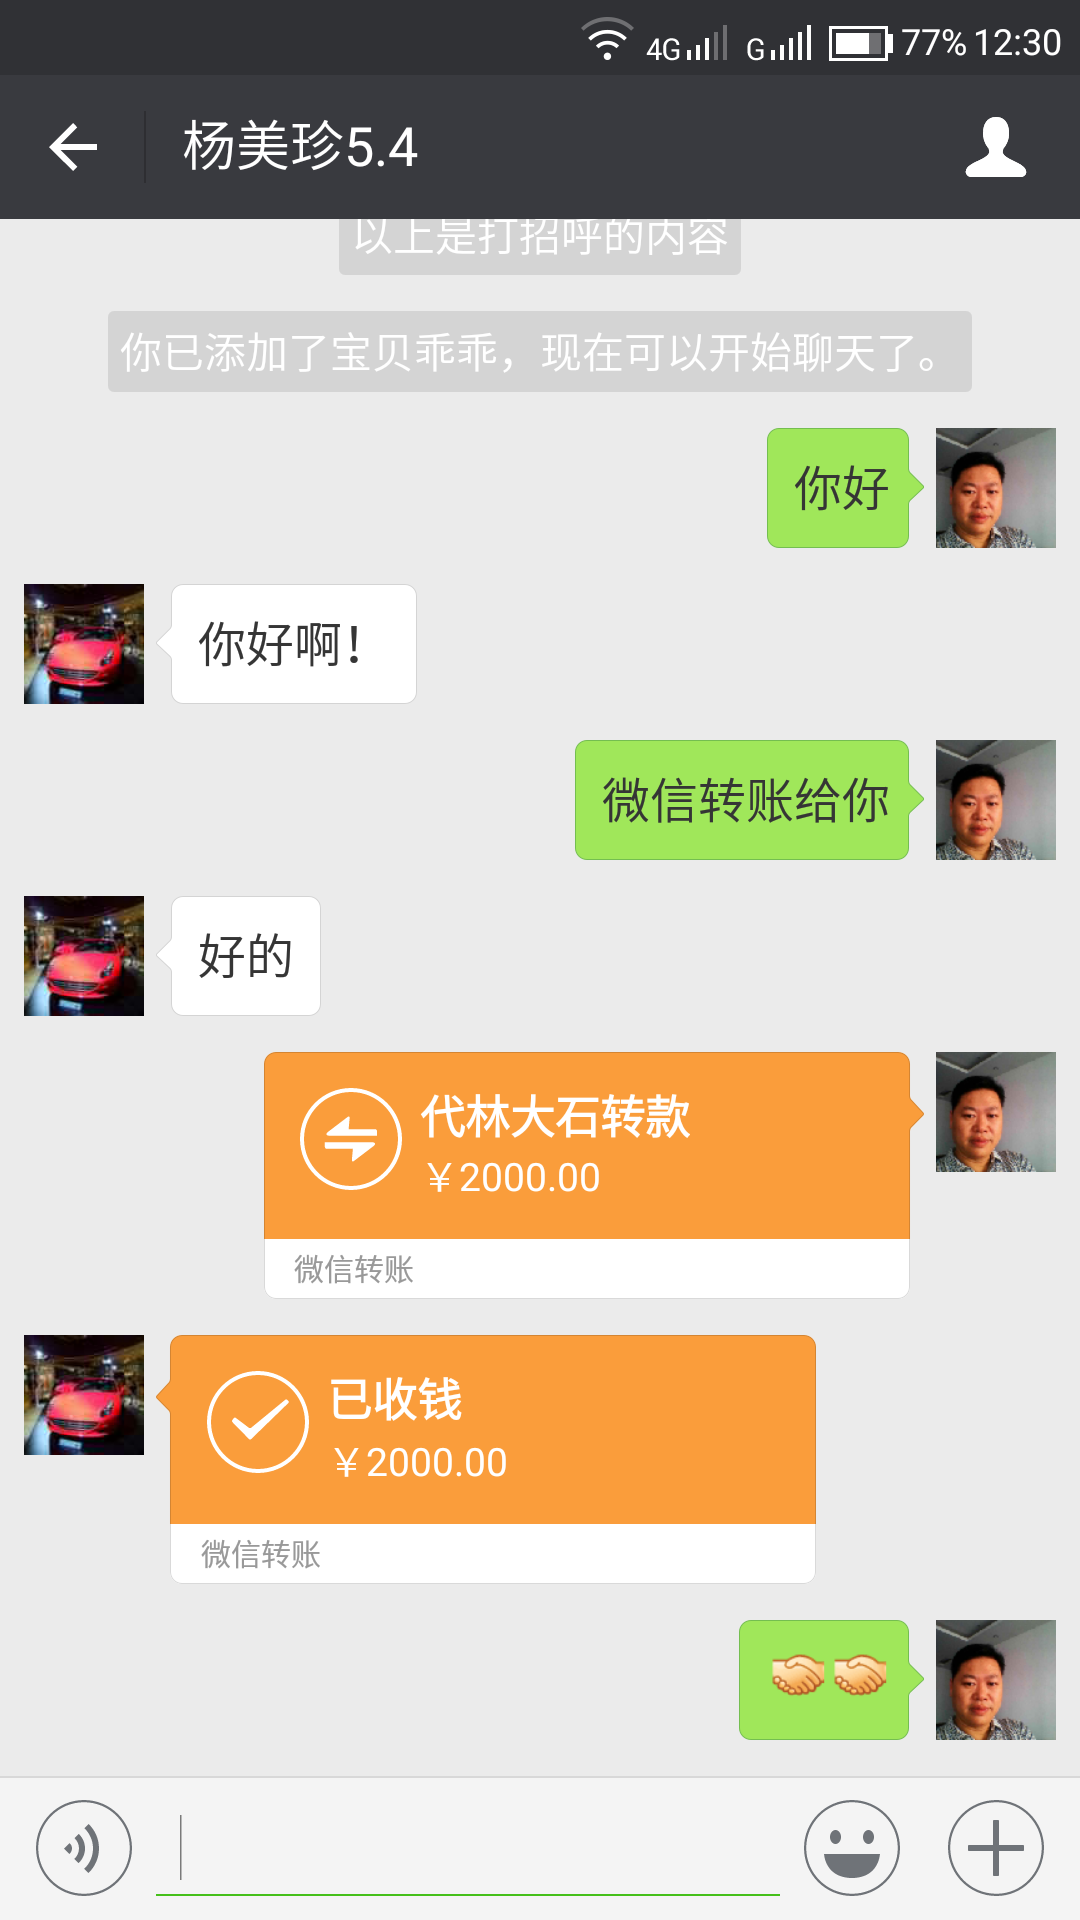 4G G 77% 12:30
杨美珍5.4
以上是打招呼的内容
你已添加了宝贝乖乖，现在可以开始聊天了。
你好
你好啊！
微信转账给你
好的
代林大石转款
￥2000.00
微信转账
已收钱
￥2000.00
微信转账